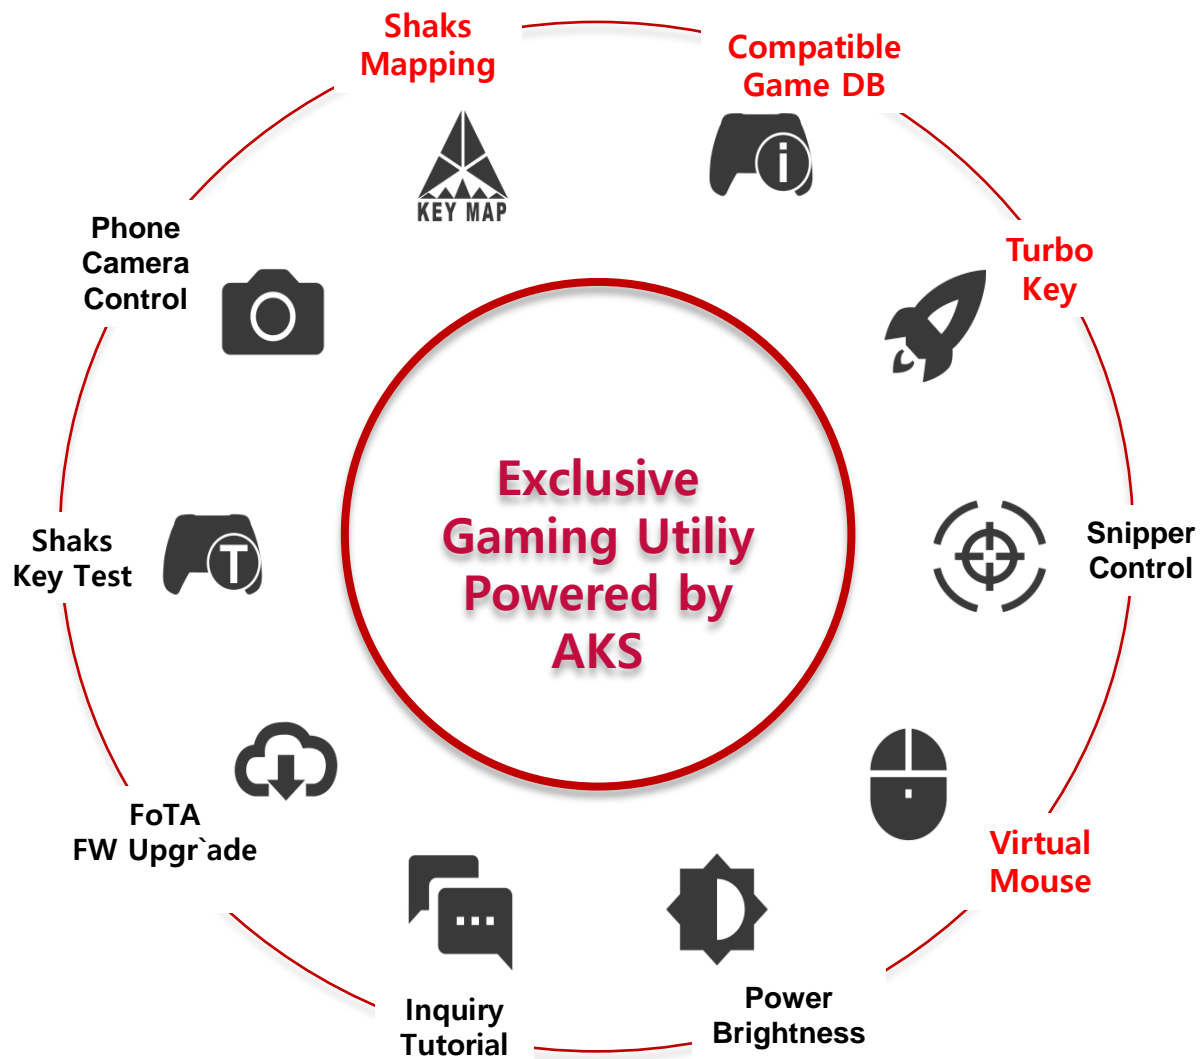 Shaks
Mapping
Compatible
Game DB
KEY MAP
i
Phone
Camera
Control
Turbo
Key
Exclusive
Gaming Utiliy
Powered by
AKS
Shaks
Key Test
T
Snipper
Control
FoTA
FW Upgr`ade
Virtual
Mouse
Inquiry
Tutorial
Power
Brightness